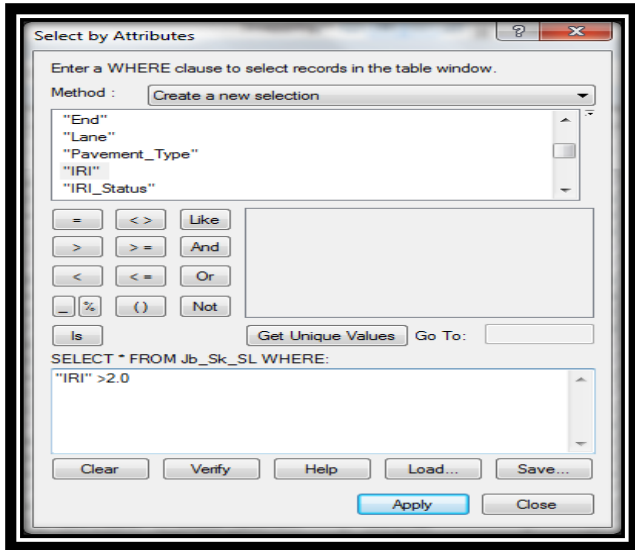 Select by Attributes
Enter a WHERE clause to select records in the table window.
Method : Create a new selection
"End"
"Lane"
"Pavement_Type"
"IRI"
"IRI_Status"
= < > Like
> > = And
< < = Or
_ % ( ) Not
Is Get Unique Values Go To:
SELECT * FROM Jb_Sk_SL WHERE:
"IRI" >2.0
Clear Verify Help Load... Save...
Apply Close